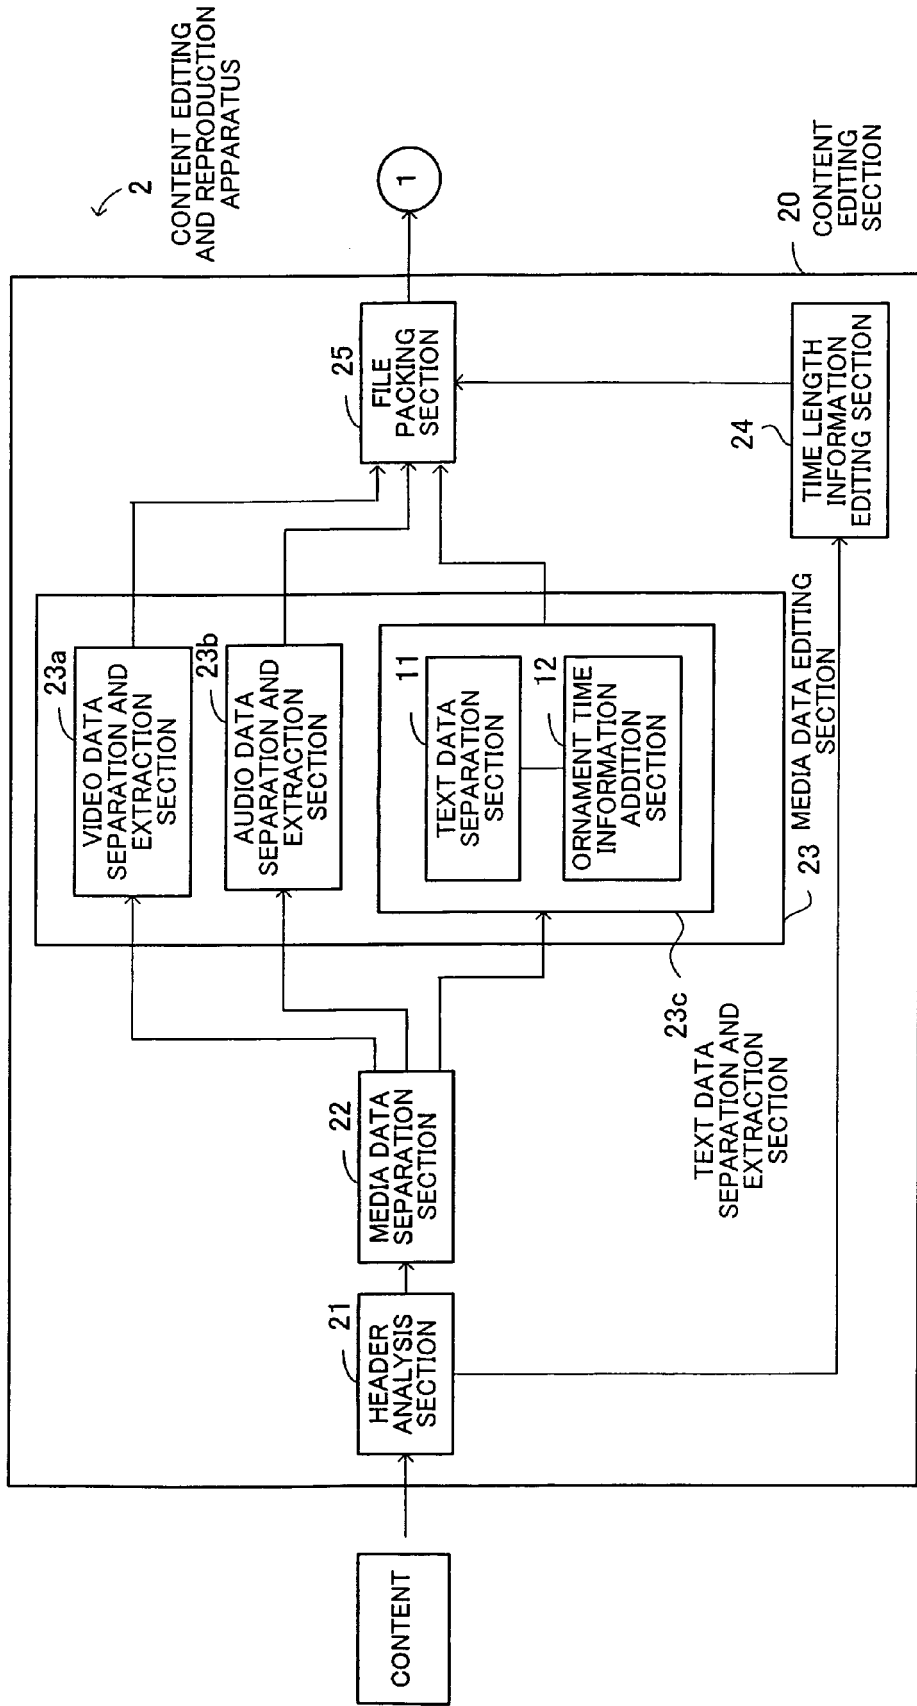 2
CONTENT EDITING
AND REPRODUCTION
APPARATUS
CONTENT
21
HEADER
ANALYSIS
SECTION
22
MEDIA DATA
SEPARATION
SECTION
23a
VIDEO DATA
SEPARATION AND
EXTRACTION
SECTION
23b
AUDIO DATA
SEPARATION AND
EXTRACTION
SECTION
11
TEXT DATA
SEPARATION
SECTION
12
ORNAMENT TIME
INFORMATION
ADDITION
SECTION
23c
TEXT DATA
SEPARATION AND
EXTRACTION
SECTION
23 MEDIA DATA EDITING
SECTION
25
FILE
PACKING
SECTION
1
24
TIME LENGTH
INFORMATION
EDITING SECTION
20
CONTENT
EDITING
SECTION